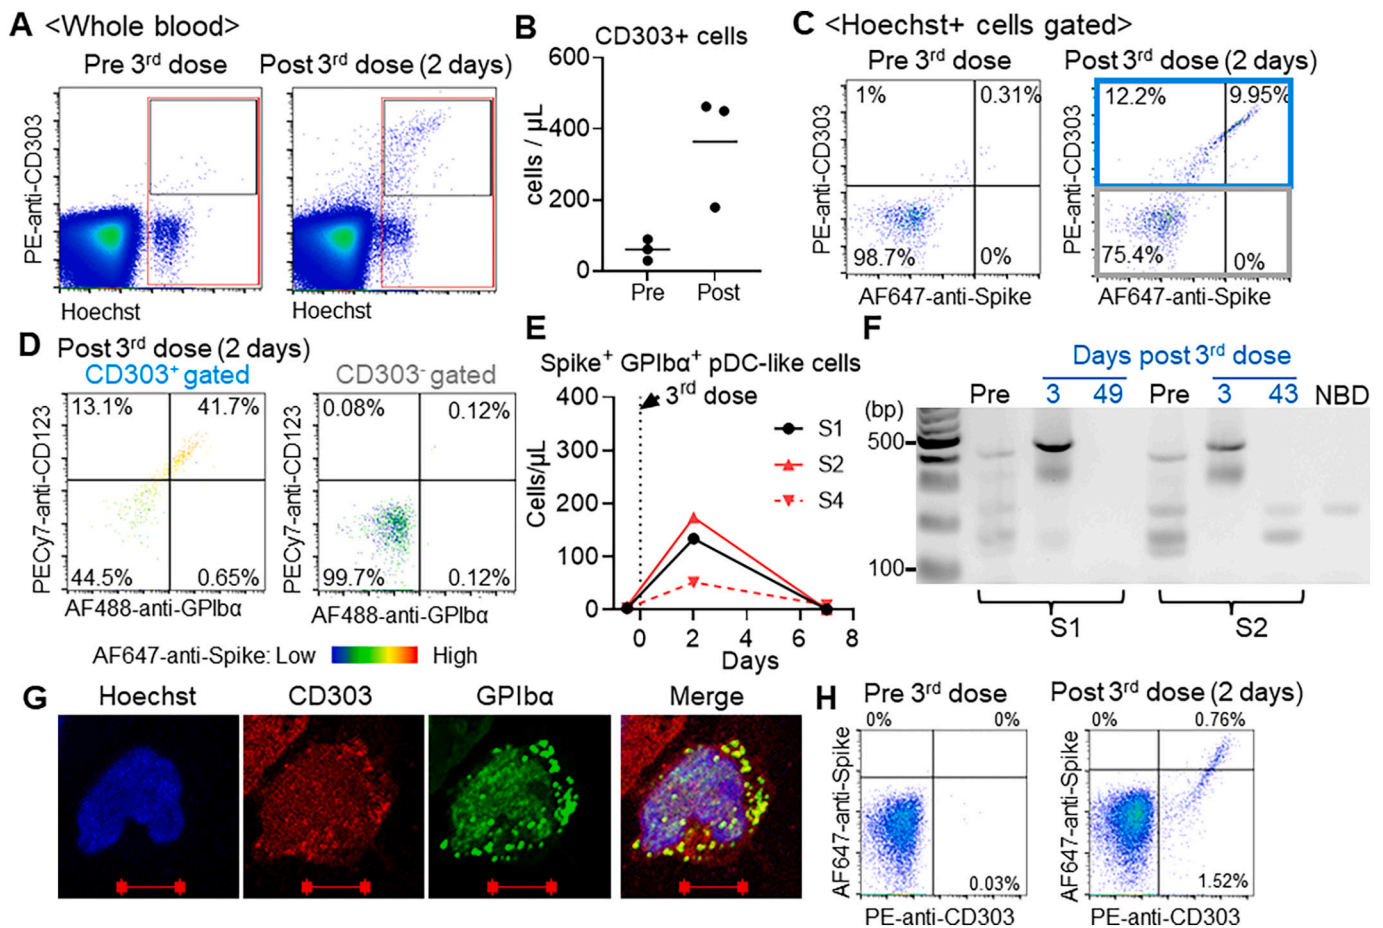 A <Whole blood>
Pre 3rd dose
Post 3rd dose (2 days)
PE-anti-CD303
Hoechst
Hoechst
B
CD303+ cells
cells / µL
600
400
200
0
Pre
Post
C <Hoechst+ cells gated>
Pre 3rd dose
Post 3rd dose (2 days)
PE-anti-CD303
1%
0.31%
98.7%
0%
AF647-anti-Spike
PE-anti-CD303
12.2%
9.95%
75.4%
0%
AF647-anti-Spike
D Post 3rd dose (2 days)
CD303+ gated
CD303- gated
PECy7-anti-CD123
13.1%
41.7%
44.5%
0.65%
AF488-anti-GPIbα
PECy7-anti-CD123
0.08%
0.12%
99.7%
0.12%
AF488-anti-GPIbα
AF647-anti-Spike: Low
High
E
Spike+ GPIbα+ pDC-like cells
3rd dose
Cells/µL
400
300
200
100
0
S1
S2
S4
0 2 4 6 8
Days
F
Days post 3rd dose
Pre 3 49 Pre 3 43 NBD
(bp)
500
100
S1
S2
G
Hoechst
CD303
GPIbα
Merge
H
Pre 3rd dose
Post 3rd dose (2 days)
AF647-anti-Spike
0%
0%
0.03%
PE-anti-CD303
AF647-anti-Spike
0%
0.76%
1.52%
PE-anti-CD303